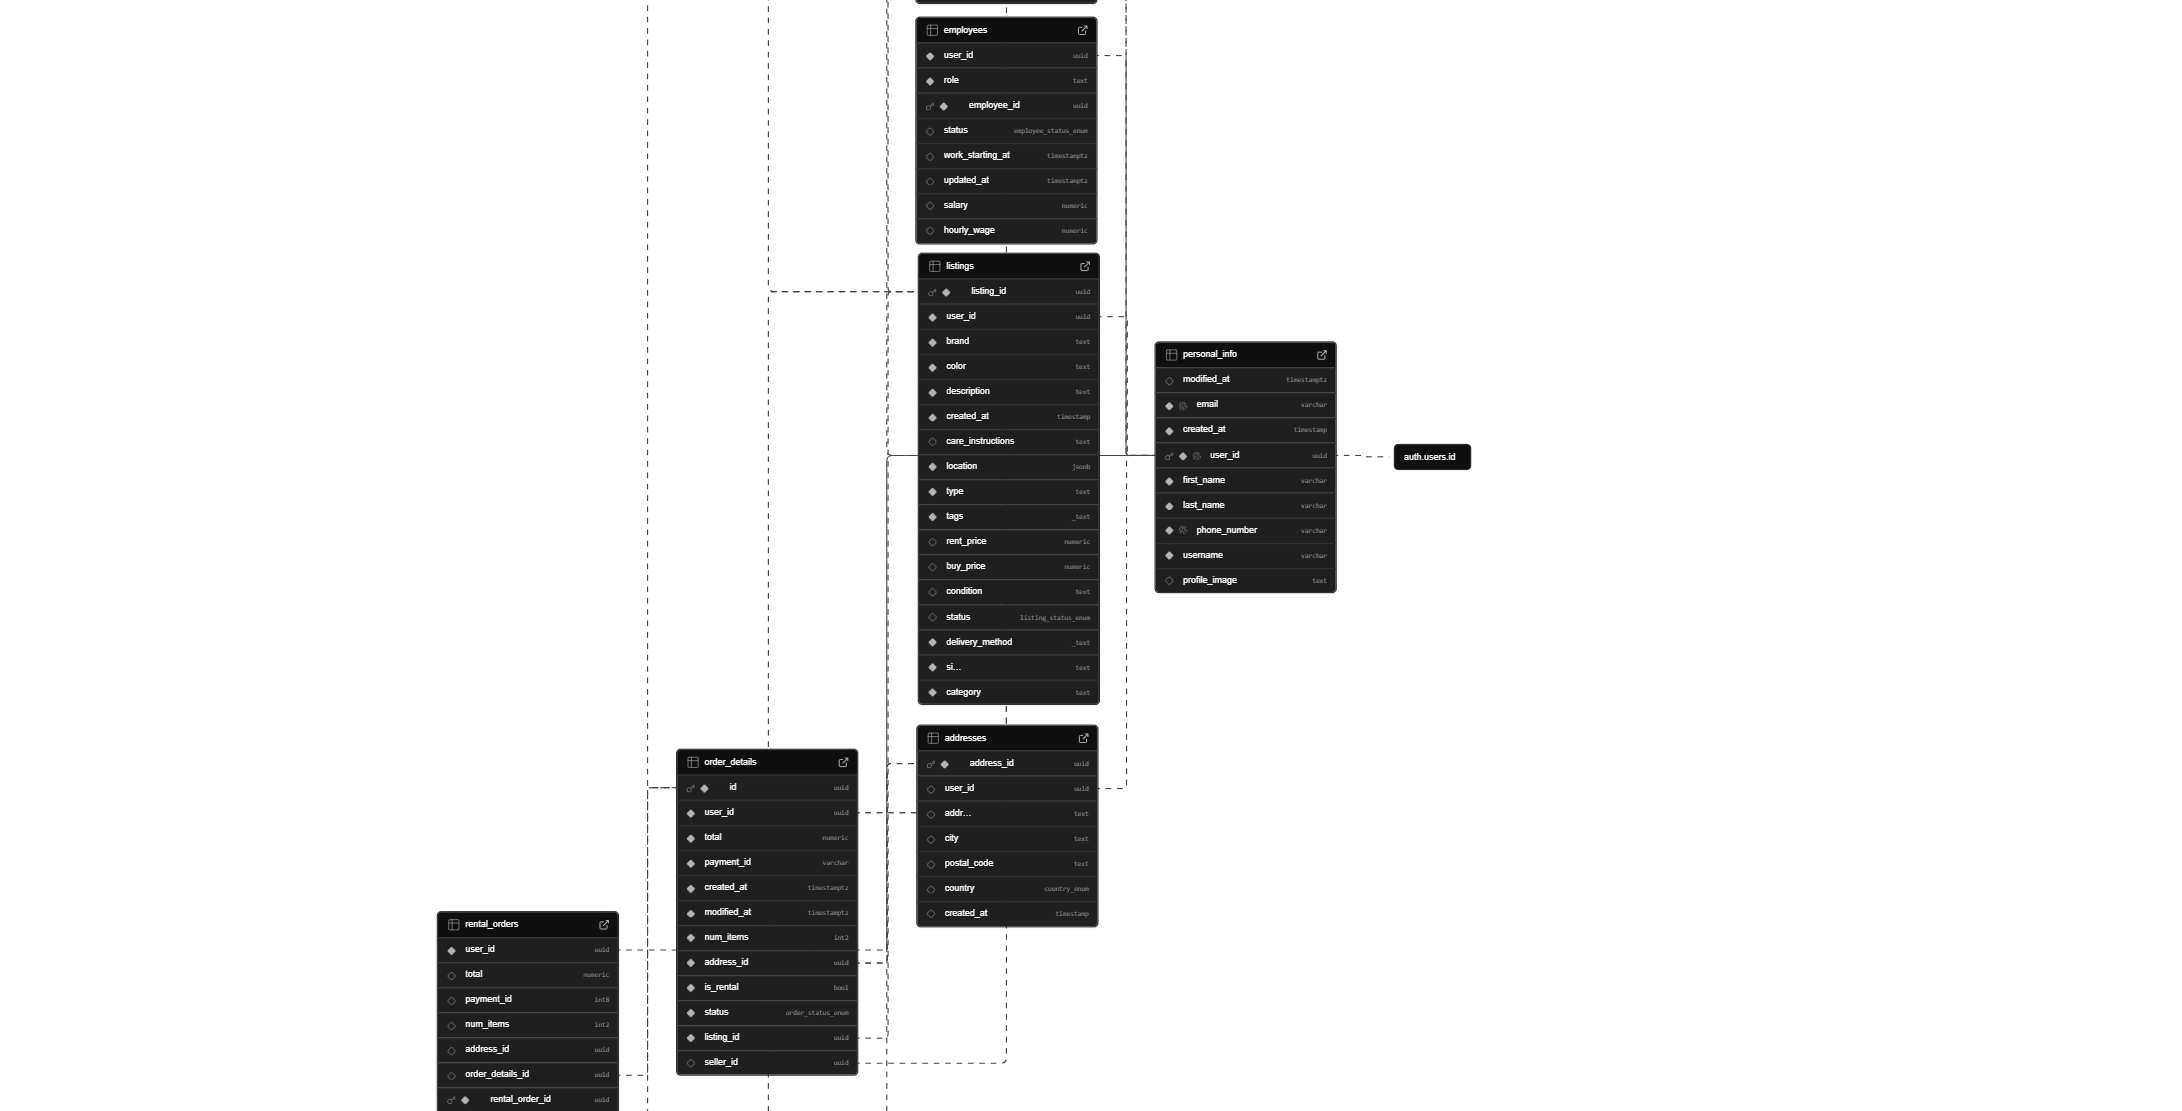 employees
user_id uuid
role text
employee_id uuid
status employee_status_enum
work_starting_at timestamptz
updated_at timestamptz
salary numeric
hourly_wage numeric
listings
listing_id uuid
user_id uuid
brand text
color text
description text
created_at timestamp
care_instructions text
location jsonb
type text
tags _text
rent_price numeric
buy_price numeric
condition text
status listing_status_enum
delivery_method _text
si... text
category text
personal_info
modified_at timestamptz
email varchar
created_at timestamp
user_id uuid
first_name varchar
last_name varchar
phone_number varchar
username varchar
profile_image text
auth.users.id
addresses
address_id uuid
user_id uuid
addr... text
city text
postal_code text
country country_enum
created_at timestamp
order_details
id uuid
user_id uuid
total numeric
payment_id varchar
created_at timestamptz
modified_at timestamptz
num_items int2
address_id uuid
is_rental bool
status order_status_enum
listing_id uuid
seller_id uuid
rental_orders
user_id uuid
total numeric
payment_id int8
num_items int2
address_id uuid
order_details_id uuid
rental_order_id uuid